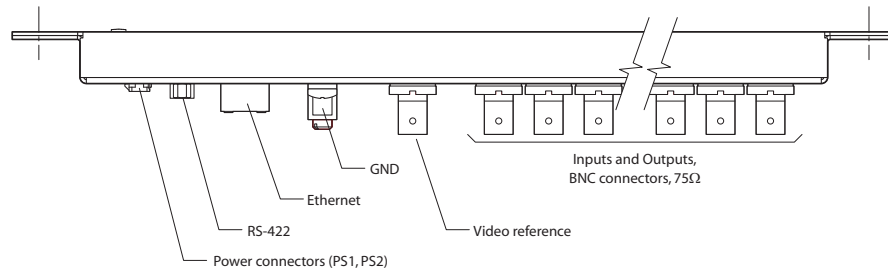 Inputs and Outputs,
BNC connectors, 75Ω
GND
Ethernet
RS-422
Video reference
Power connectors (PS1, PS2)